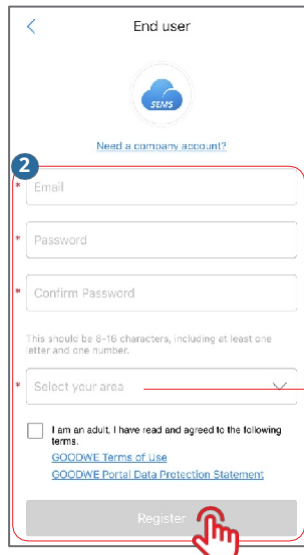 End user
SEMS
Need a company account?
2
* Email
* Password
* Confirm Password
This should be 8-16 characters, including at least one
letter and one number.
* Select your area
I am an adult, I have read and agreed to the following
terms.
GOODWE Terms of Use
GOODWE Portal Data Protection Statement
Register